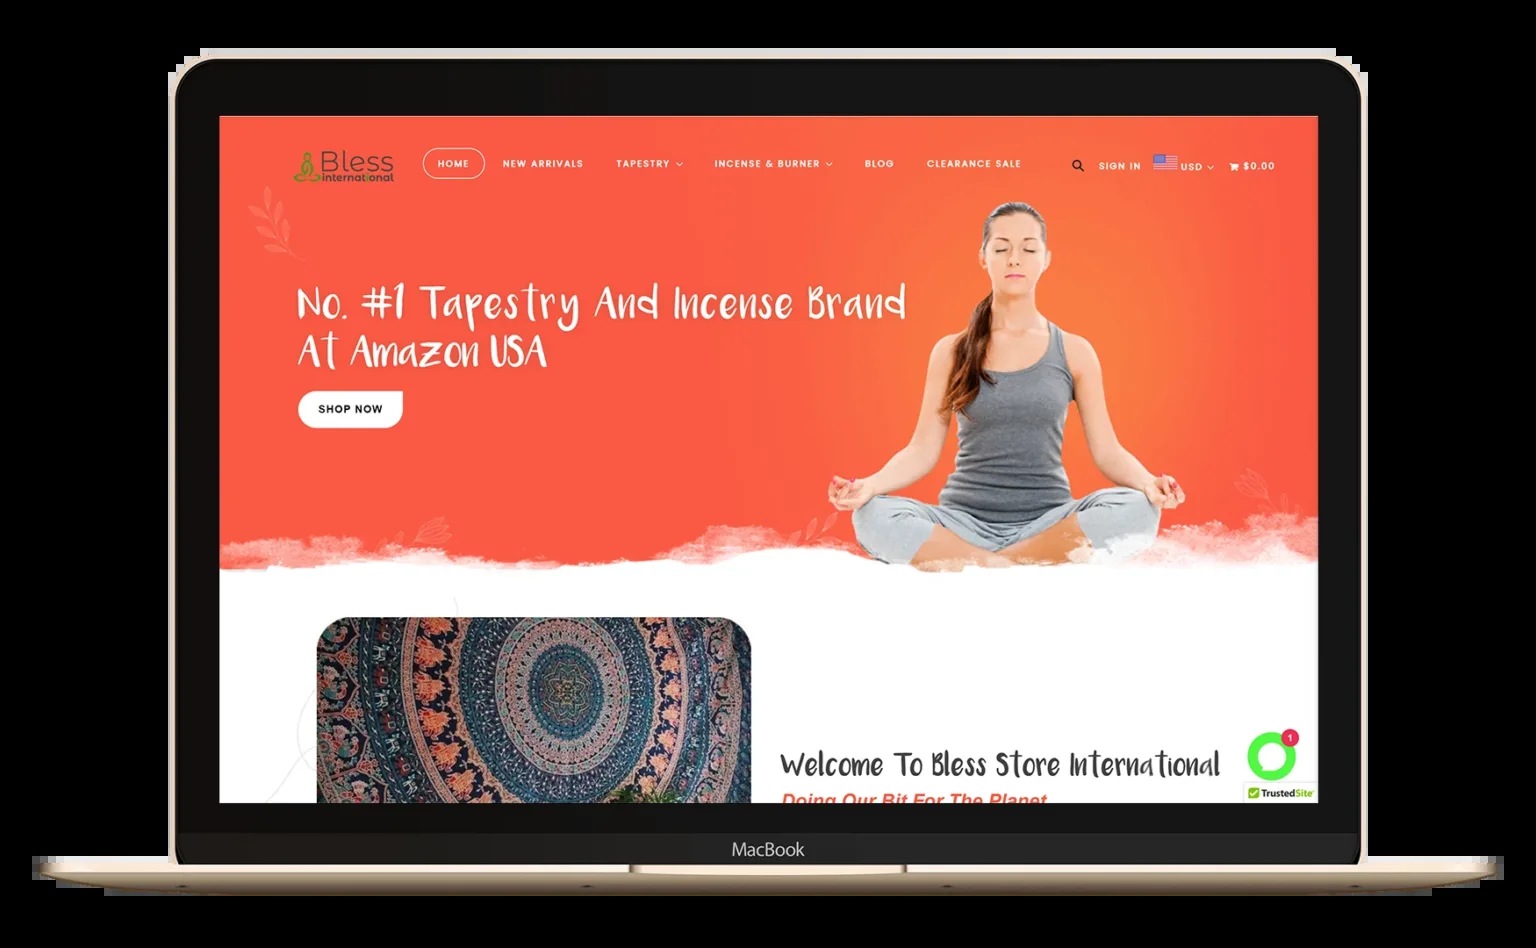 Bless
international
HOME
NEW ARRIVALS
TAPESTRY
INCENSE & BURNER
BLOG
CLEARANCE SALE
SIGN IN
USD
$0.00
No. #1 Tapestry And Incense Brand
At Amazon USA
SHOP NOW
Welcome To Bless Store International
Doing Our Bit For The Planet
1
TrustedSite
MacBook